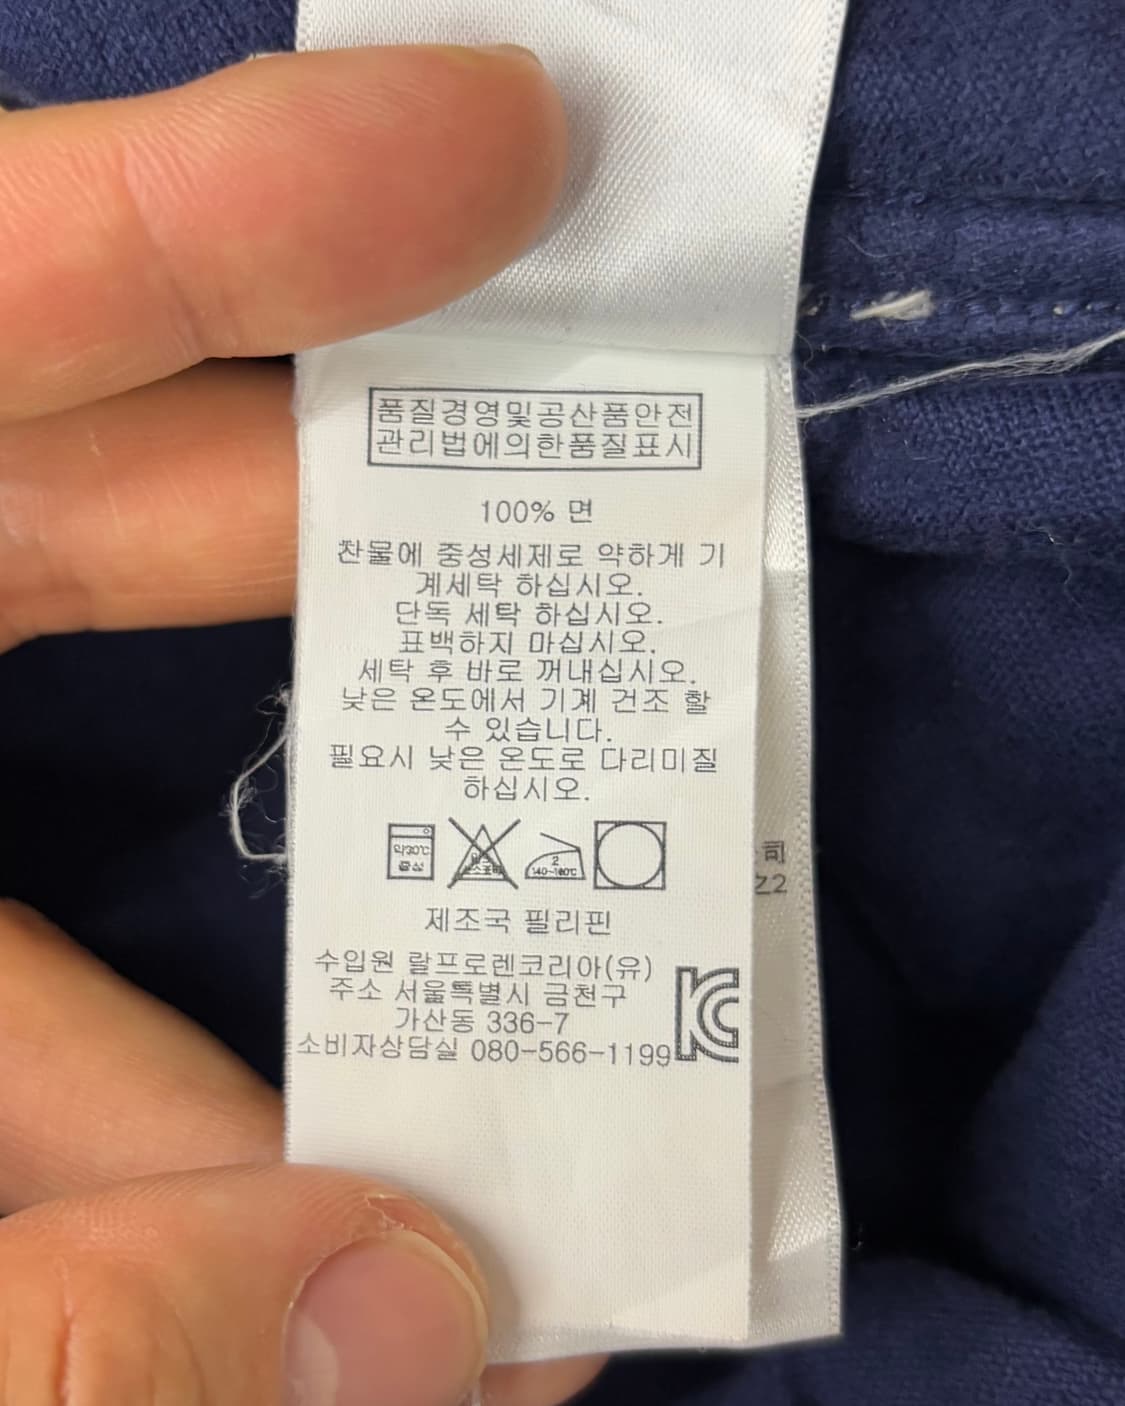 품질경영및공산품안전
관리법에의한품질표시
100% 면
찬물에 중성세제로 약하게 기
계세탁 하십시오.
단독 세탁 하십시오.
표백하지 마십시오.
세탁 후 바로 꺼내십시오.
낮은 온도에서 기계 건조 할
수 있습니다.
필요시 낮은 온도로 다리미질
하십시오.
약30℃
중성
2
140~160℃
司
Z2
제조국 필리핀
수입원 랄프로렌코리아(유)
주소 서울특별시 금천구
가산동 336-7
소비자상담실 080-566-1199
KC